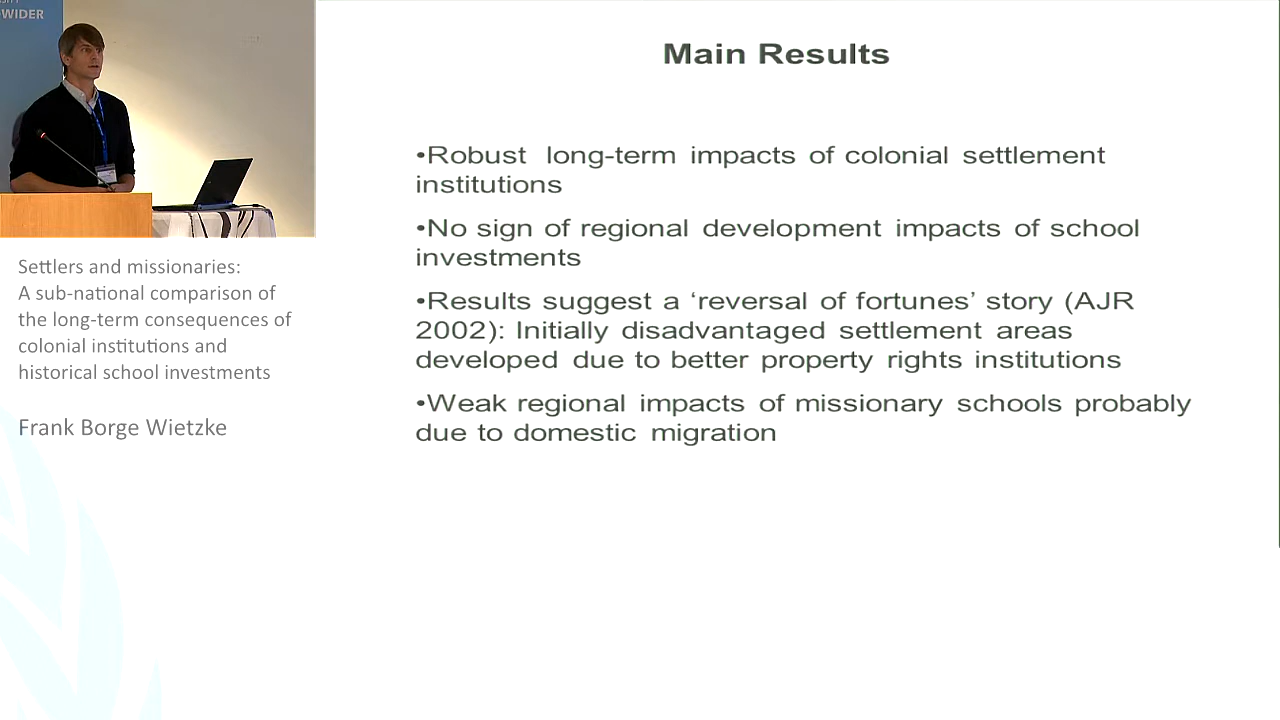 WIDER
Main Results
•Robust long-term impacts of colonial settlement
institutions
•No sign of regional development impacts of school
investments
•Results suggest a ‘reversal of fortunes’ story (AJR
2002): Initially disadvantaged settlement areas
developed due to better property rights institutions
•Weak regional impacts of missionary schools probably
due to domestic migration
Settlers and missionaries:
A sub-national comparison of
the long-term consequences of
colonial institutions and
historical school investments
Frank Borge Wietzke